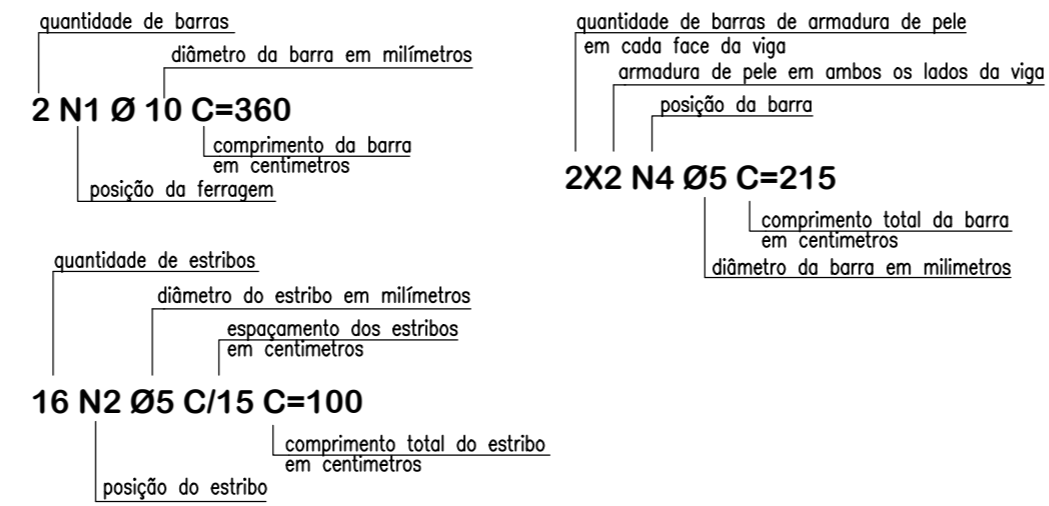 quantidade de barras
diâmetro da barra em milímetros
2 N1 Ø 10 C=360
comprimento da barra
em centimetros
posição da ferragem
quantidade de barras de armadura de pele
em cada face da viga
armadura de pele em ambos os lados da viga
posição da barra
2X2 N4 Ø5 C=215
comprimento total da barra
em centimetros
diâmetro da barra em milimetros
quantidade de estribos
diâmetro do estribo em milímetros
espaçamento dos estribos
em centimetros
16 N2 Ø5 C/15 C=100
comprimento total do estribo
em centimetros
posição do estribo